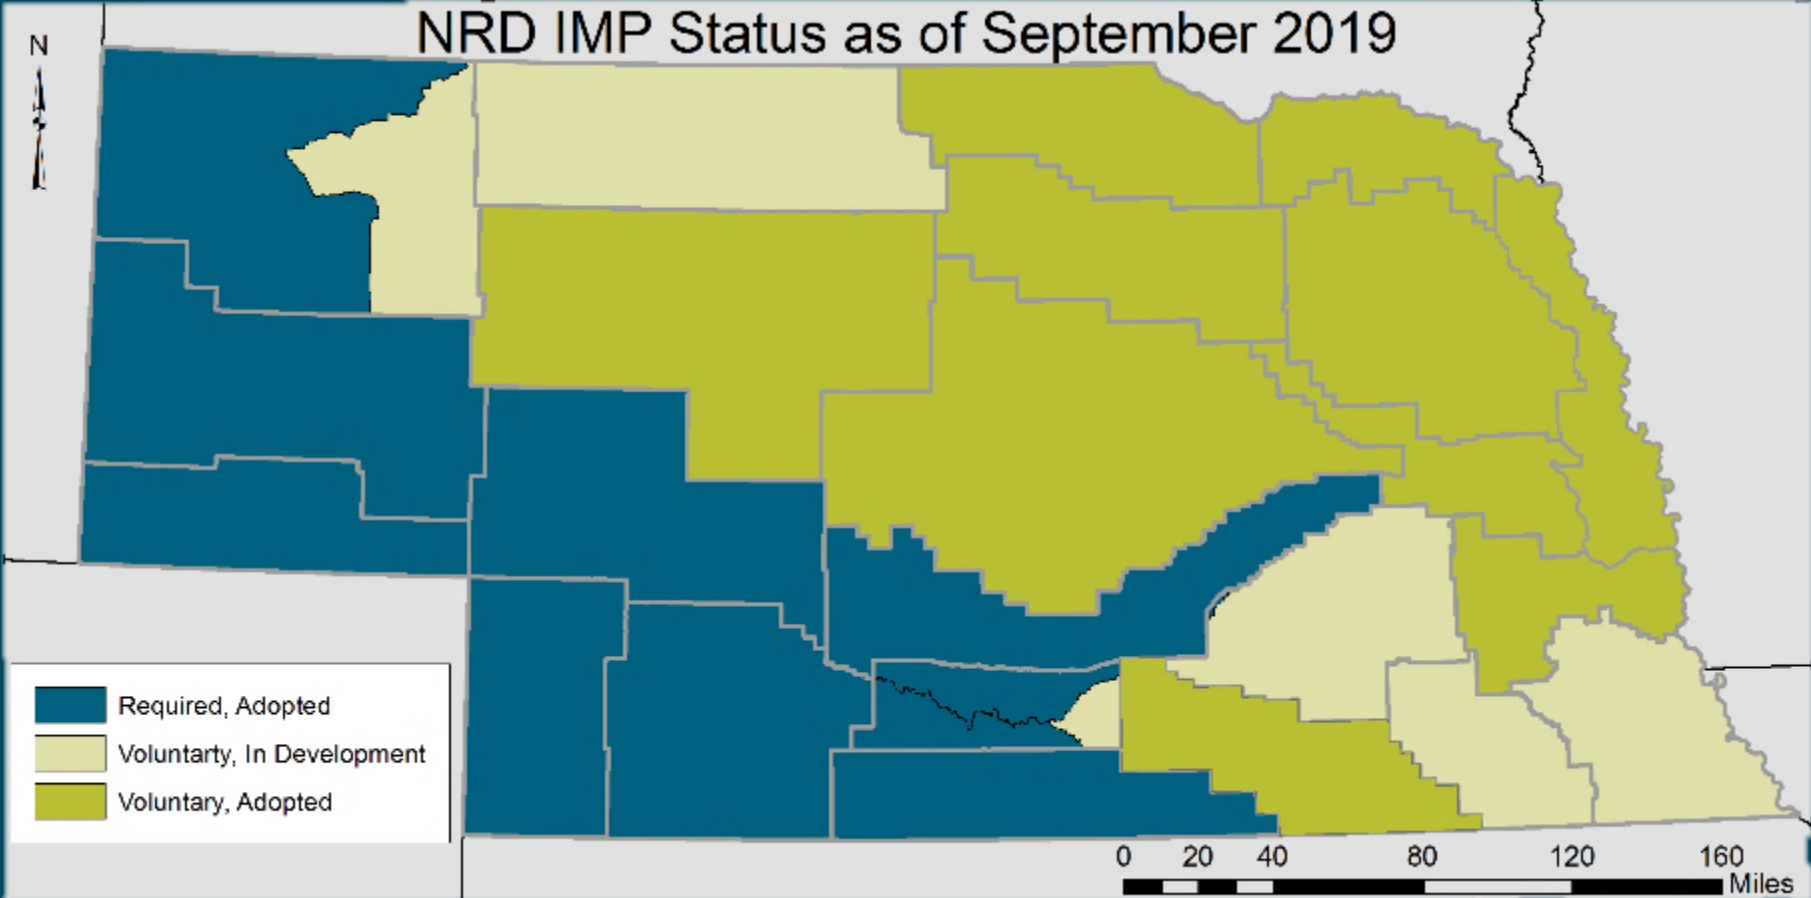 NRD IMP Status as of September 2019
N
Required, Adopted
Voluntarty, In Development
Voluntary, Adopted
0 20 40 80 120 160
Miles